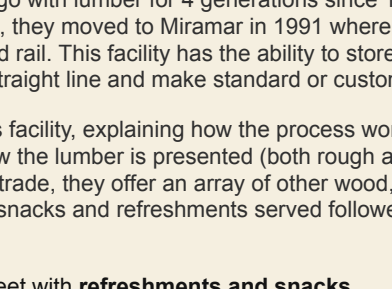 go with lumber for 4 generations since
, they moved to Miramar in 1991 where
d rail. This facility has the ability to store
traight line and make standard or custor
s facility, explaining how the process wor
w the lumber is presented (both rough a
trade, they offer an array of other wood,
snacks and refreshments served followe
eet with refreshments and snacks